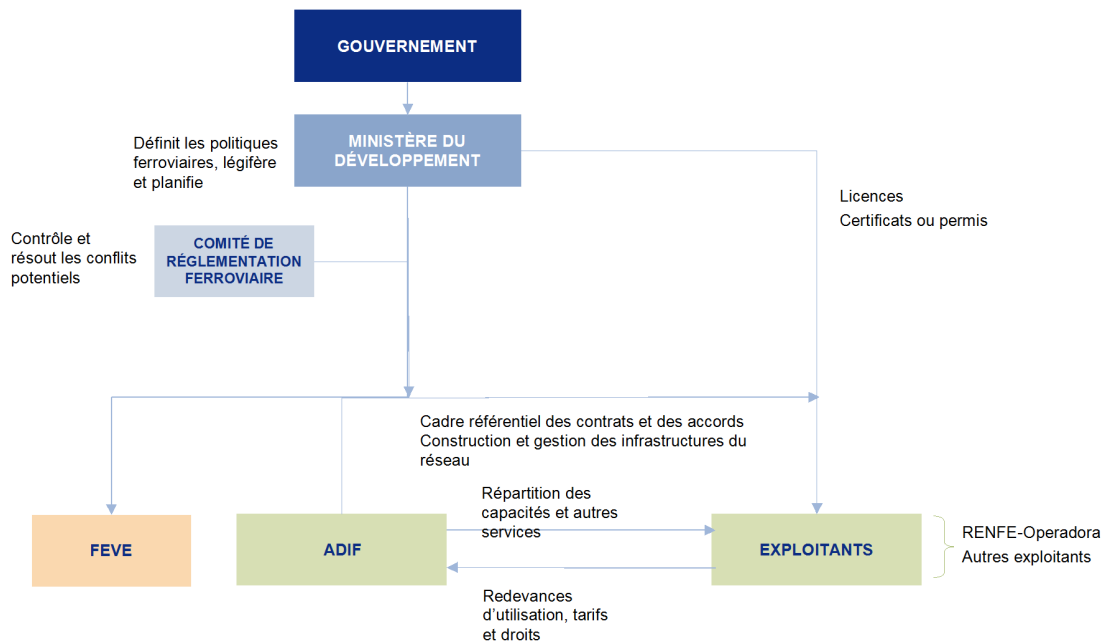 GOUVERNEMENT
MINISTÈRE DU
DÉVELOPPEMENT
Définit les politiques
ferroviaires, légifère
et planifie
Licences
Certificats ou permis
Contrôle et
résout les conflits
potentiels
COMITÉ DE
RÉGLEMENTATION
FERROVIAIRE
Cadre référentiel des contrats et des accords
Construction et gestion des infrastructures du
réseau
Répartition des
capacités et autres
services
FEVE
ADIF
EXPLOITANTS
RENFE-Operadora
Autres exploitants
Redevances
d’utilisation, tarifs
et droits